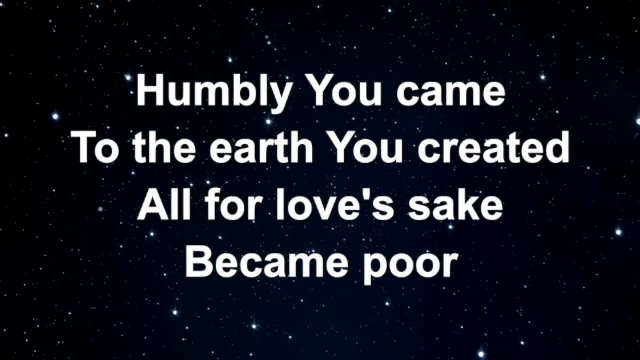 Humbly You came
To the earth You created
All for love's sake
Became poor